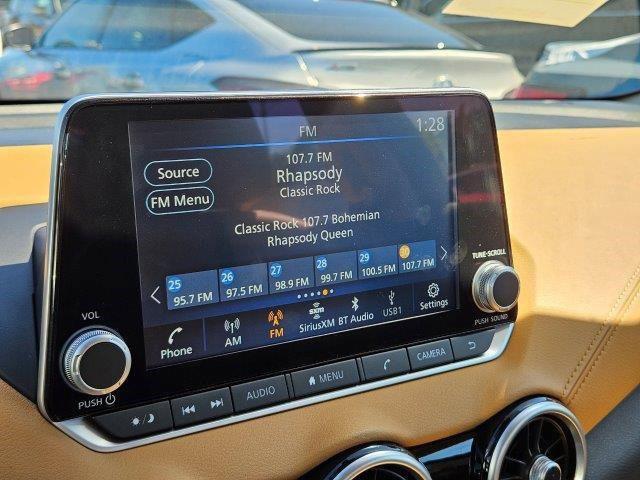 FM
1:28
Source
FM Menu
107.7 FM
Rhapsody
Classic Rock
Classic Rock 107.7 Bohemian
Rhapsody Queen
25 26 27 28 29 30
95.7 FM 97.5 FM 98.9 FM 99.7 FM 100.5 FM 107.7 FM
Phone AM FM SXM SiriusXM BT Audio USB1 Settings
VOL
PUSH
TUNE·SCROLL
PUSH SOUND
AUDIO
MENU
CAMERA